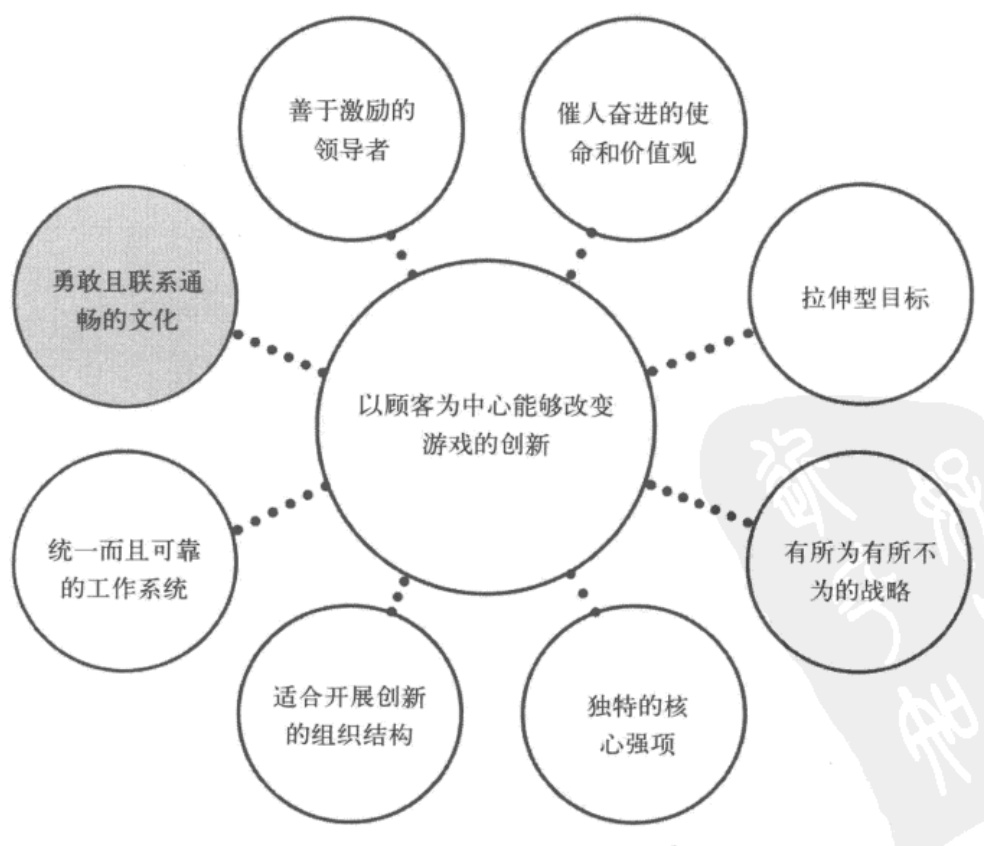 善于激励的
领导者
催人奋进的使
命和价值观
勇敢且联系通
畅的文化
拉伸型目标
以顾客为中心能够改变
游戏的创新
统一而且可靠
的工作系统
有所为有所不
为的战略
适合开展创新
的组织结构
独特的核
心强项